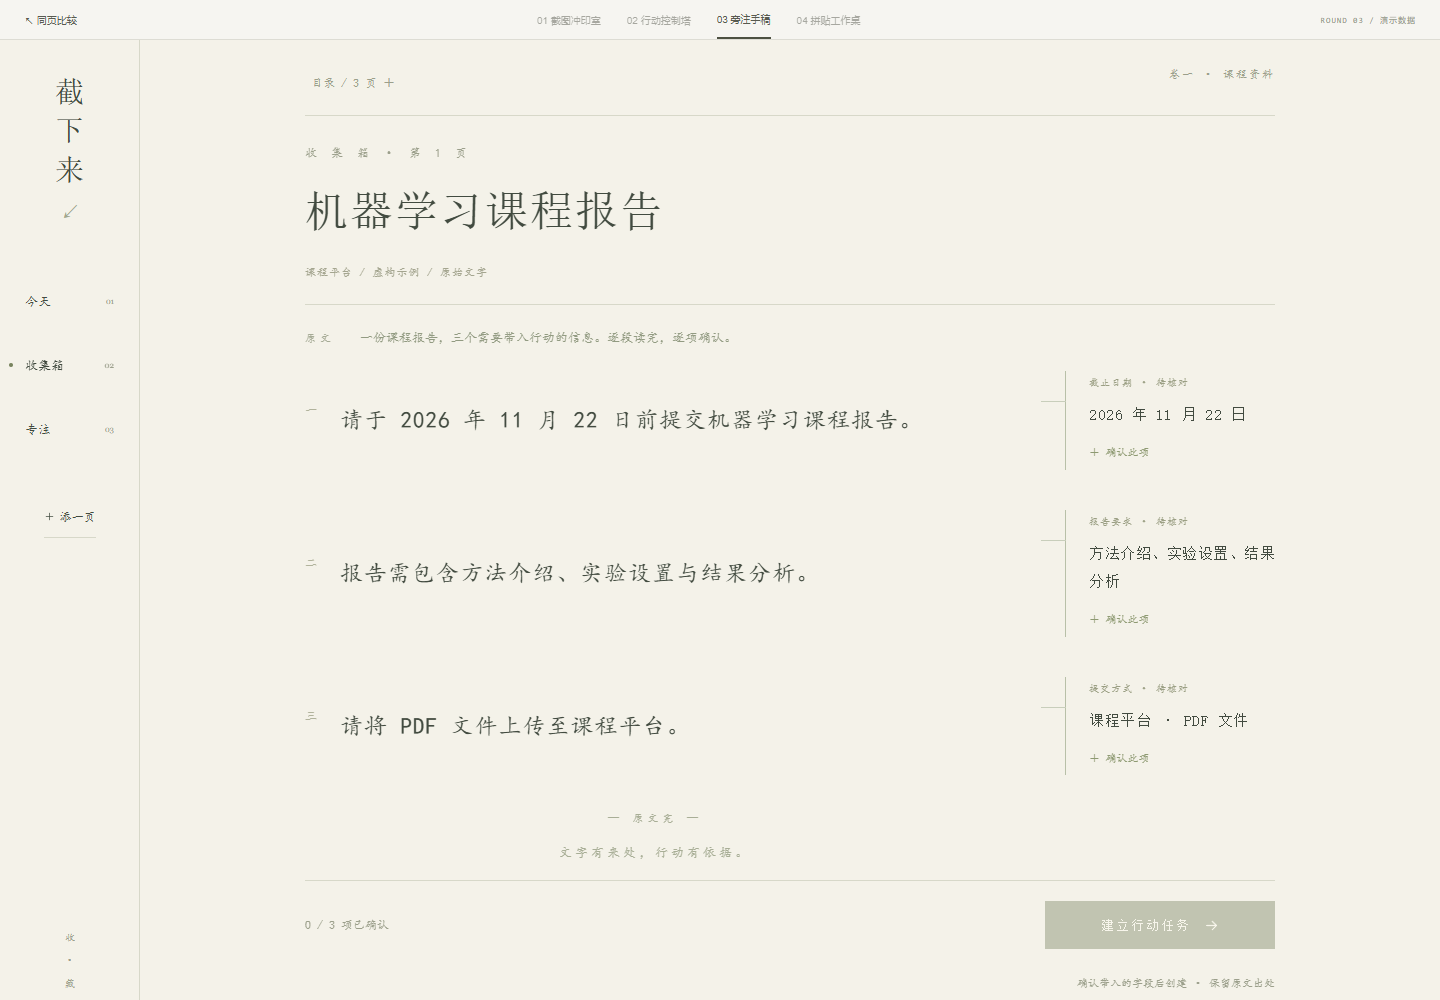 ↖ 同页比较
01 截图冲印室
02 行动控制塔
03 旁注手稿
04 拼贴工作桌
ROUND 03 / 演示数据
截
下
来
↙
今天 01
收集箱 02
专注 03
+ 添一页
收
·
藏
目录 / 3 页 +
卷一 · 课程资料
收集箱 · 第 1 页
机器学习课程报告
课程平台 / 虚构示例 / 原始文字
原文 一份课程报告，三个需要带入行动的信息。逐段读完，逐项确认。
一 请于 2026 年 11 月 22 日前提交机器学习课程报告。
截止日期 · 待核对
2026 年 11 月 22 日
+ 确认此项
二 报告需包含方法介绍、实验设置与结果分析。
报告要求 · 待核对
方法介绍、实验设置、结果
分析
+ 确认此项
三 请将 PDF 文件上传至课程平台。
提交方式 · 待核对
课程平台 · PDF 文件
+ 确认此项
— 原文完 —
文字有来处，行动有依据。
0 / 3 项已确认
建立行动任务 →
确认带入的字段后创建 · 保留原文出处